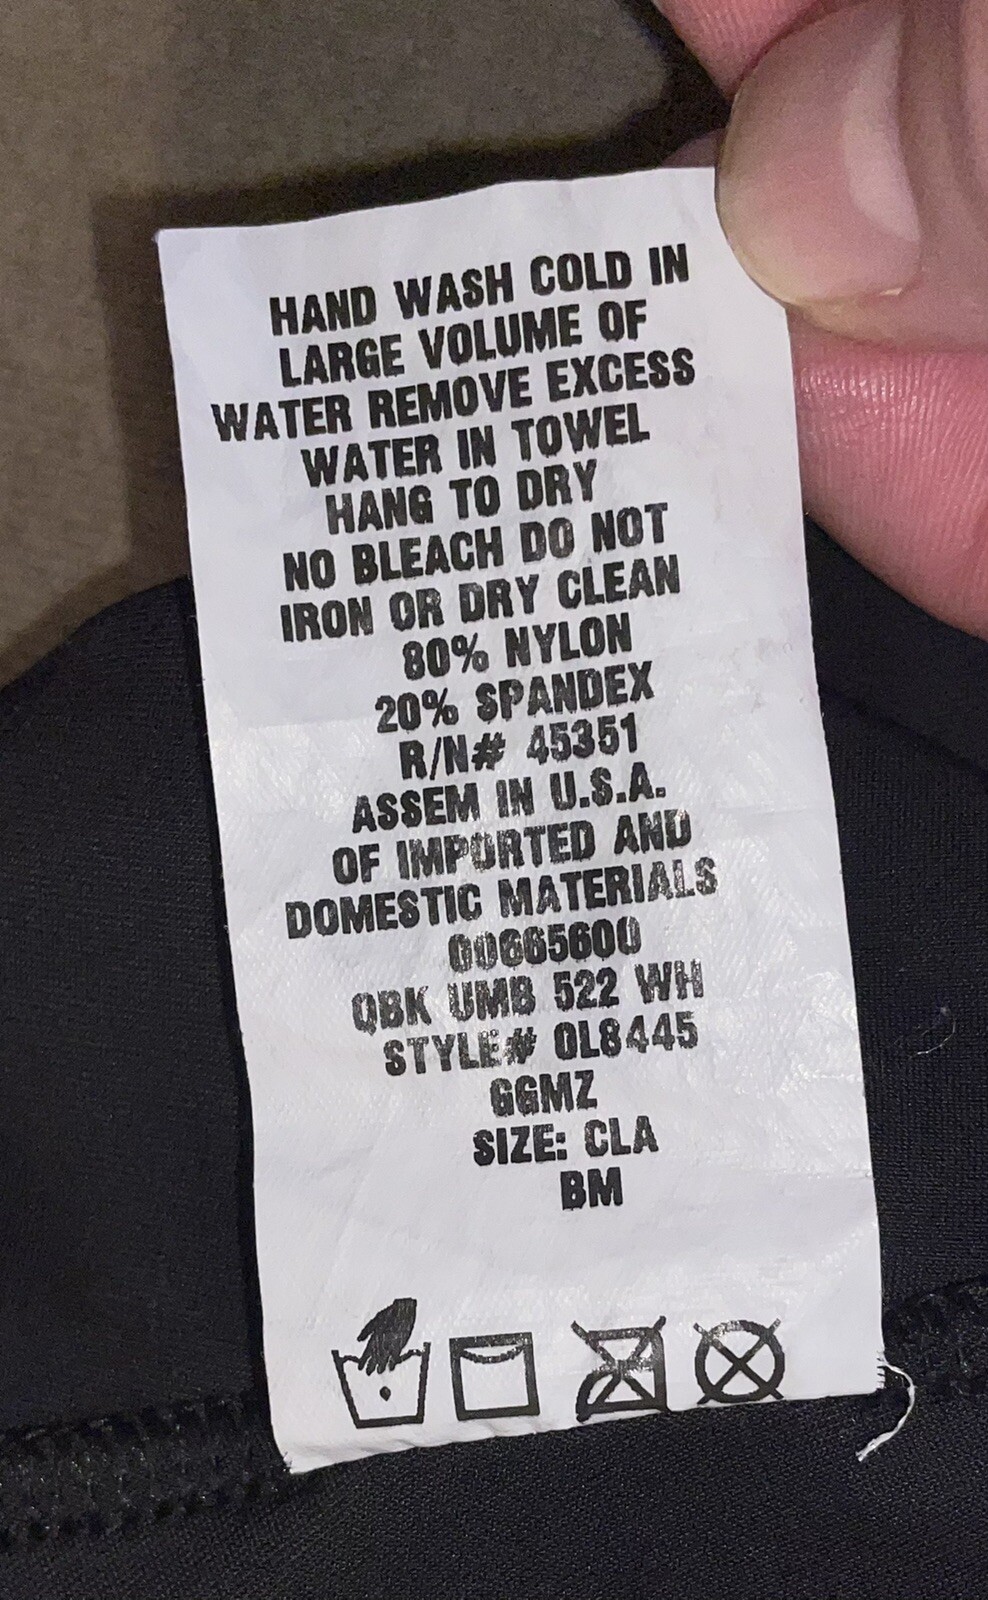 HAND WASH COLD IN
LARGE VOLUME OF
WATER REMOVE EXCESS
WATER IN TOWEL
HANG TO DRY
NO BLEACH DO NOT
IRON OR DRY CLEAN
80% NYLON
20% SPANDEX
R/N# 45351
ASSEM IN U.S.A.
OF IMPORTED AND
DOMESTIC MATERIALS
00665600
QBK UMB 522 WH
STYLE# 0L8445
GGMZ
SIZE: CLA
BM